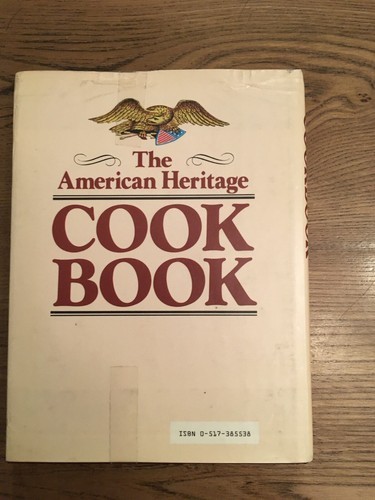 The
American Heritage
COOK
BOOK
ISBN 0-517-385538